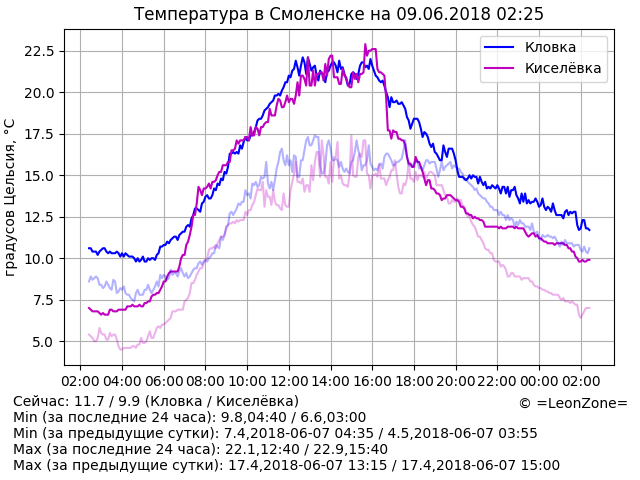 Температура в Смоленске на 09.06.2018 02:25
Кловка
Киселёвка
градусов Цельсия, °C
22.5
20.0
17.5
15.0
12.5
10.0
7.5
5.0
02:00 04:00 06:00 08:00 10:00 12:00 14:00 16:00 18:00 20:00 22:00 00:00 02:00
Сейчас: 11.7 / 9.9 (Кловка / Киселёвка)
© =LeonZone=
Min (за последние 24 часа): 9.8,04:40 / 6.6,03:00
Min (за предыдущие сутки): 7.4,2018-06-07 04:35 / 4.5,2018-06-07 03:55
Max (за последние 24 часа): 22.1,12:40 / 22.9,15:40
Max (за предыдущие сутки): 17.4,2018-06-07 13:15 / 17.4,2018-06-07 15:00